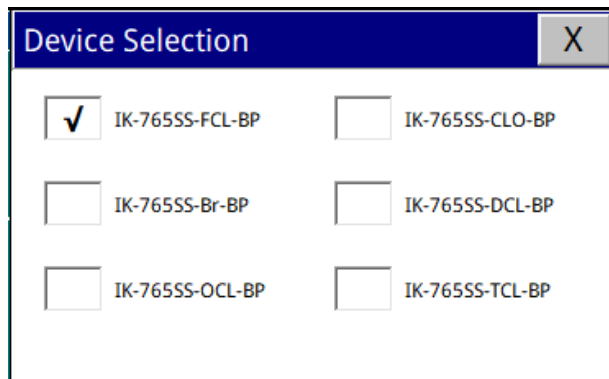 Device Selection X
√ IK-765SS-FCL-BP IK-765SS-CLO-BP
IK-765SS-Br-BP IK-765SS-DCL-BP
IK-765SS-OCL-BP IK-765SS-TCL-BP